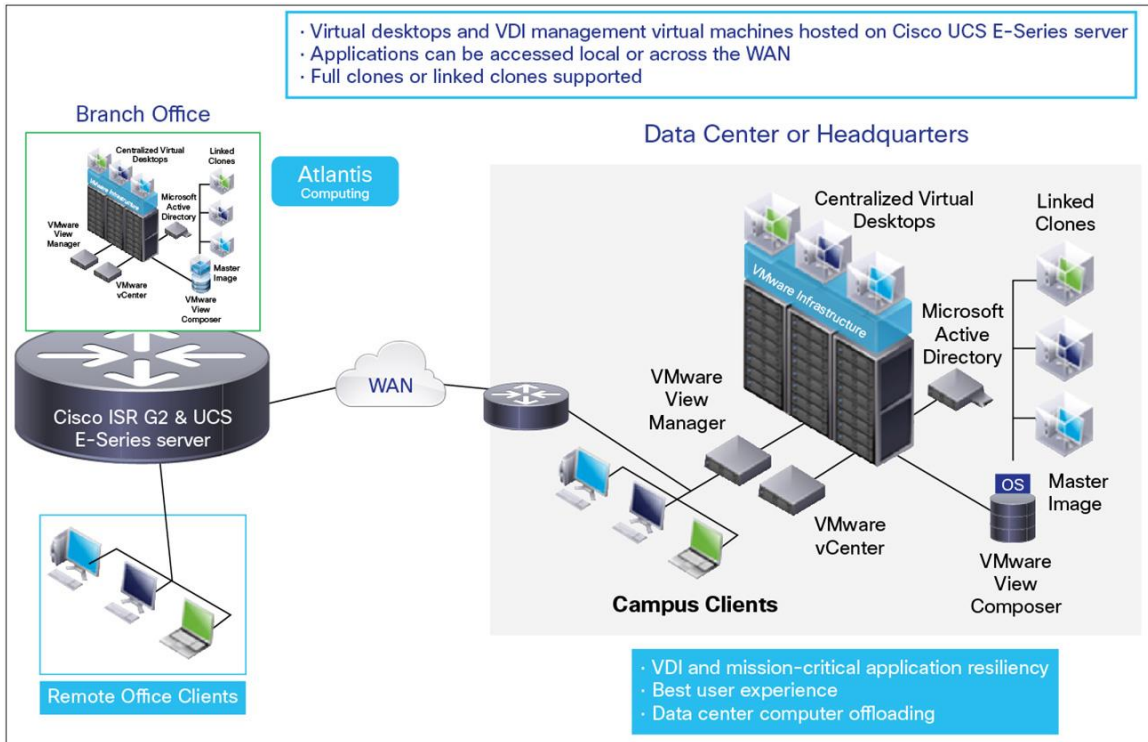 · Virtual desktops and VDI management virtual machines hosted on Cisco UCS E-Series server
· Applications can be accessed local or across the WAN
· Full clones or linked clones supported
Branch Office
Centralized Virtual
Desktops
Linked
Clones
VMware Infrastructure
Microsoft
Active
Directory
VMware
View
Manager
Master
Image
VMware
vCenter
VMware
View
Composer
Atlantis
Computing
Cisco ISR G2 & UCS
E-Series server
WAN
Remote Office Clients
Data Center or Headquarters
Centralized Virtual
Desktops
Linked
Clones
VMware Infrastructure
Microsoft
Active
Directory
VMware
View
Manager
VMware
vCenter
OS
Master
Image
VMware
View
Composer
Campus Clients
· VDI and mission-critical application resiliency
· Best user experience
· Data center computer offloading